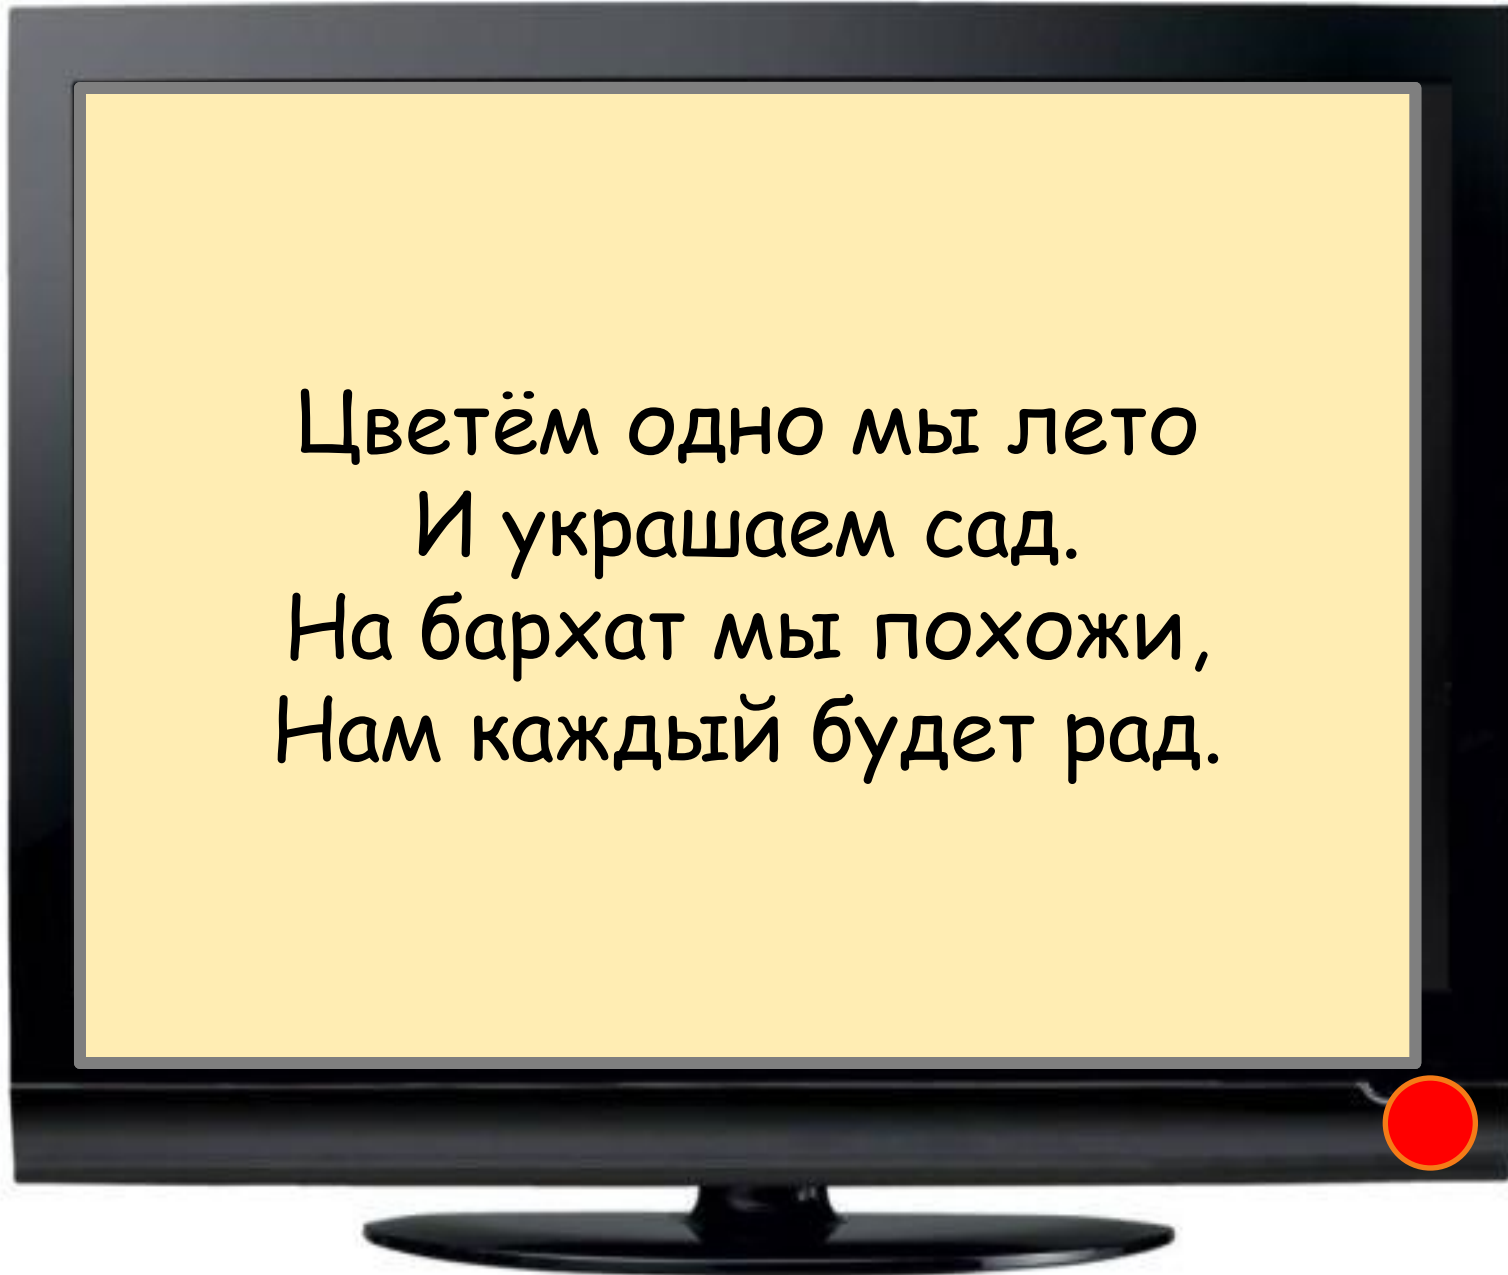 Цветём одно мы лето
И украшаем сад.
На бархат мы похожи,
Нам каждый будет рад.